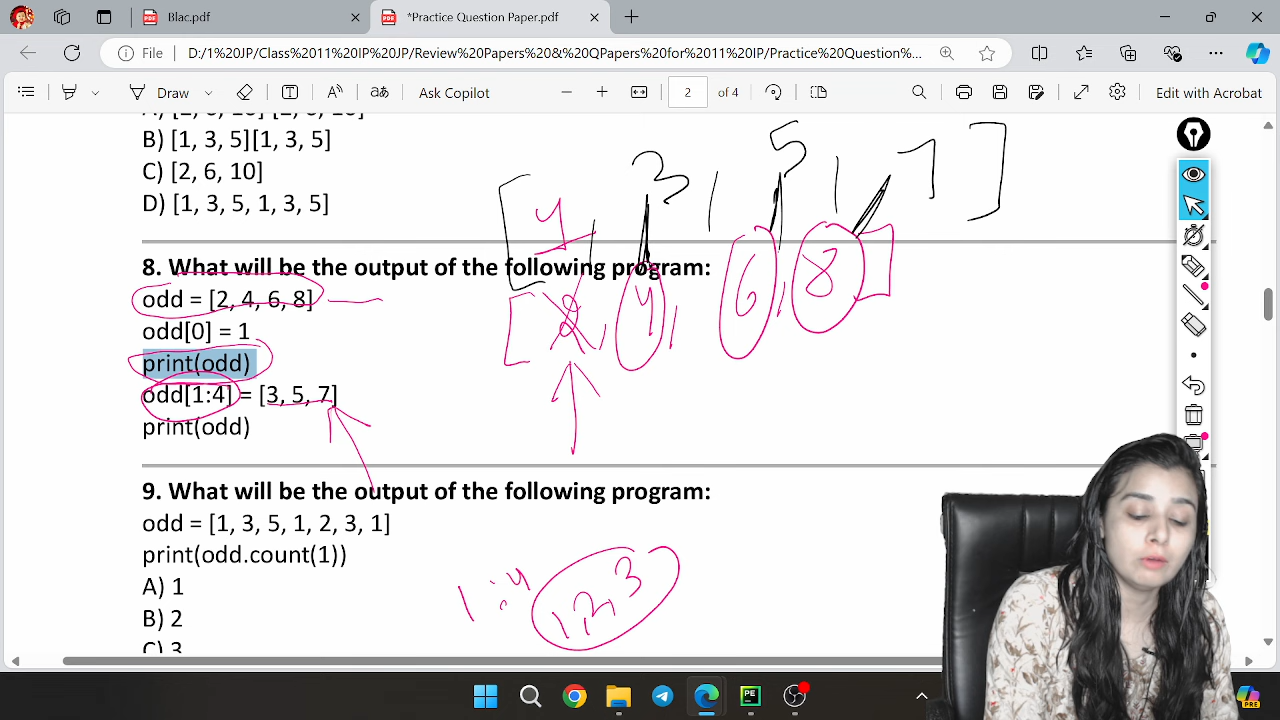 Blac.pdf
*Practice Question Paper.pdf
File
D:/1%20JP/Class%2011%20IP%20JP/Review%20Papers%20&%20QPapers%20for%2011%20IP/Practice%20Question%...
Draw
Ask Copilot
2
of 4
Edit with Acrobat
B) [1, 3, 5][1, 3, 5]
C) [2, 6, 10]
D) [1, 3, 5, 1, 3, 5]
3 5 7
8. What will be the output of the following program:
odd = [2, 4, 6, 8]
4, 6, 8]
odd[0] = 1
print(odd)
odd[1:4] = [3, 5, 7]
print(odd)
9. What will be the output of the following program:
odd = [1, 3, 5, 1, 2, 3, 1]
print(odd.count(1))
1:4 1, 2, 3
A) 1
B) 2
C) 3
PRE